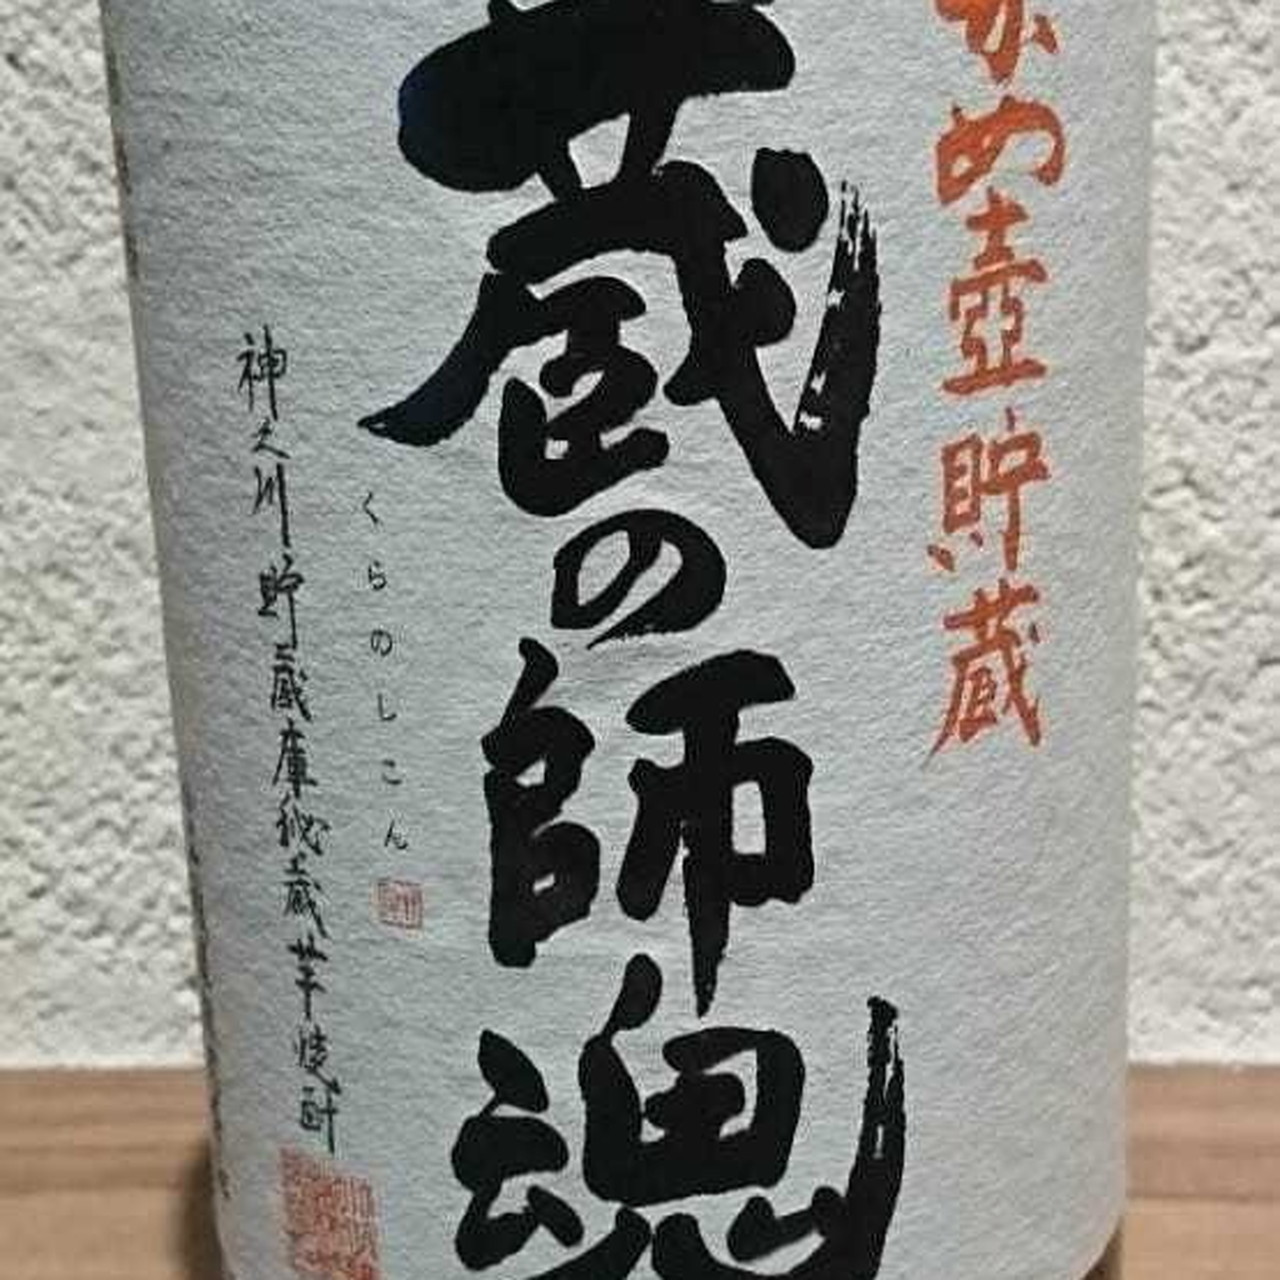 かめ壺貯蔵
蔵の師魂
くらのしこん
神之川貯蔵庫秘蔵芋焼酎